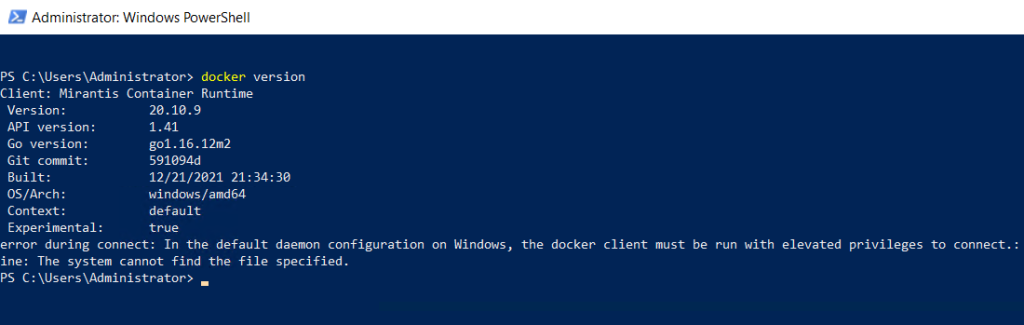 Administrator: Windows PowerShell
PS C:\Users\Administrator> docker version
Client: Mirantis Container Runtime
 Version:           20.10.9
 API version:       1.41
 Go version:        go1.16.12m2
 Git commit:        591094d
 Built:             12/21/2021 21:34:30
 OS/Arch:           windows/amd64
 Context:           default
 Experimental:      true
error during connect: In the default daemon configuration on Windows, the docker client must be run with elevated privileges to connect.:
ine: The system cannot find the file specified.
PS C:\Users\Administrator>